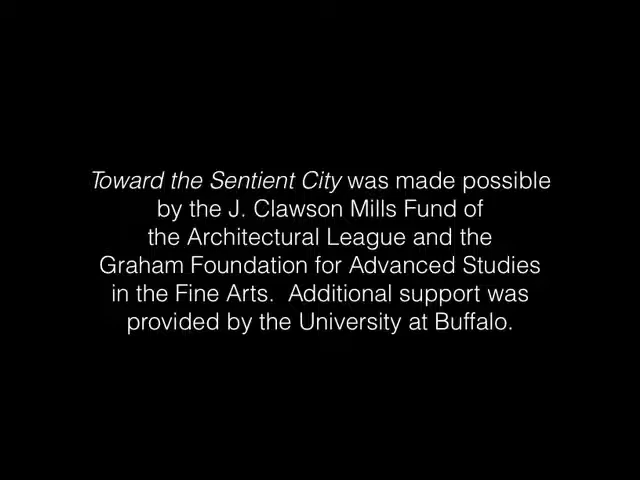 Toward the Sentient City was made possible
by the J. Clawson Mills Fund of
the Architectural League and the
Graham Foundation for Advanced Studies
in the Fine Arts.  Additional support was
provided by the University at Buffalo.